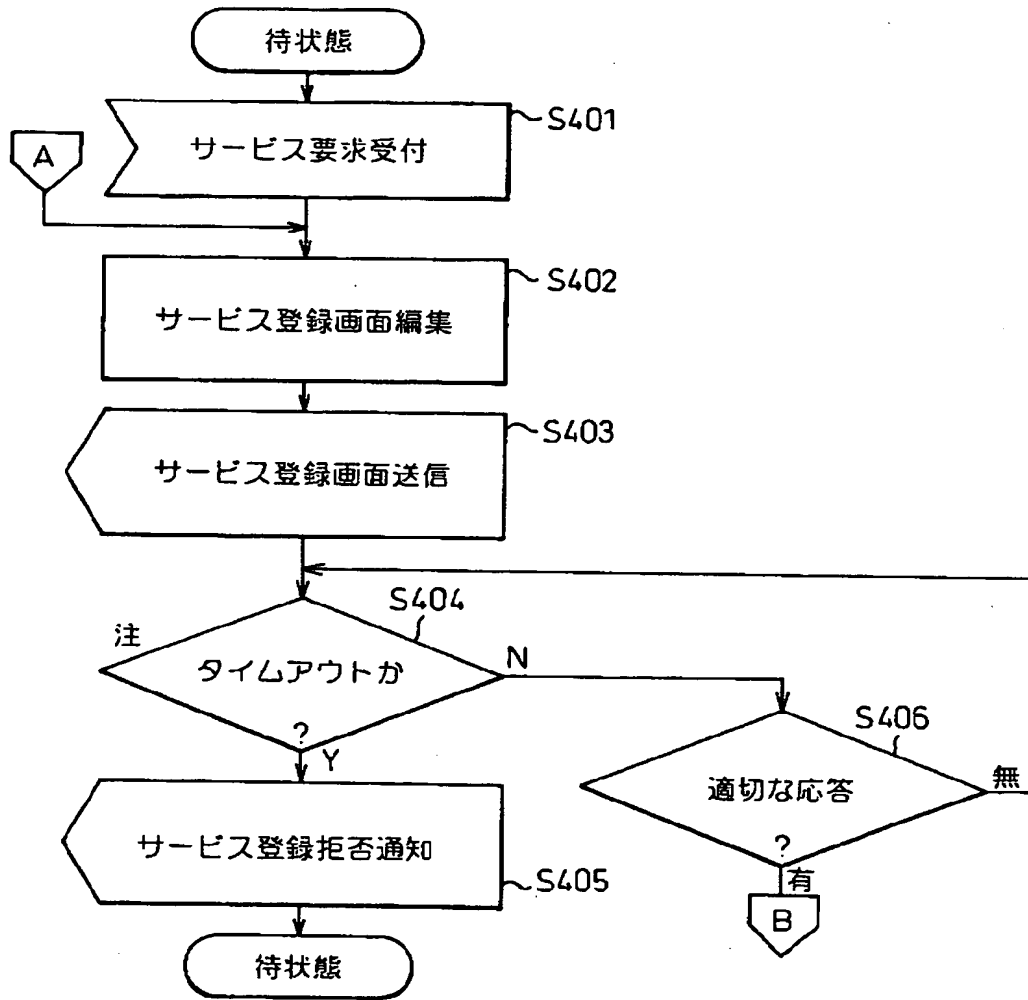 待状態
サービス要求受付
S401
A
サービス登録画面編集
S402
サービス登録画面送信
S403
S404
注
タイムアウトか
?
N
Y
S406
適切な応答
?
無
有
B
サービス登録拒否通知
S405
待状態